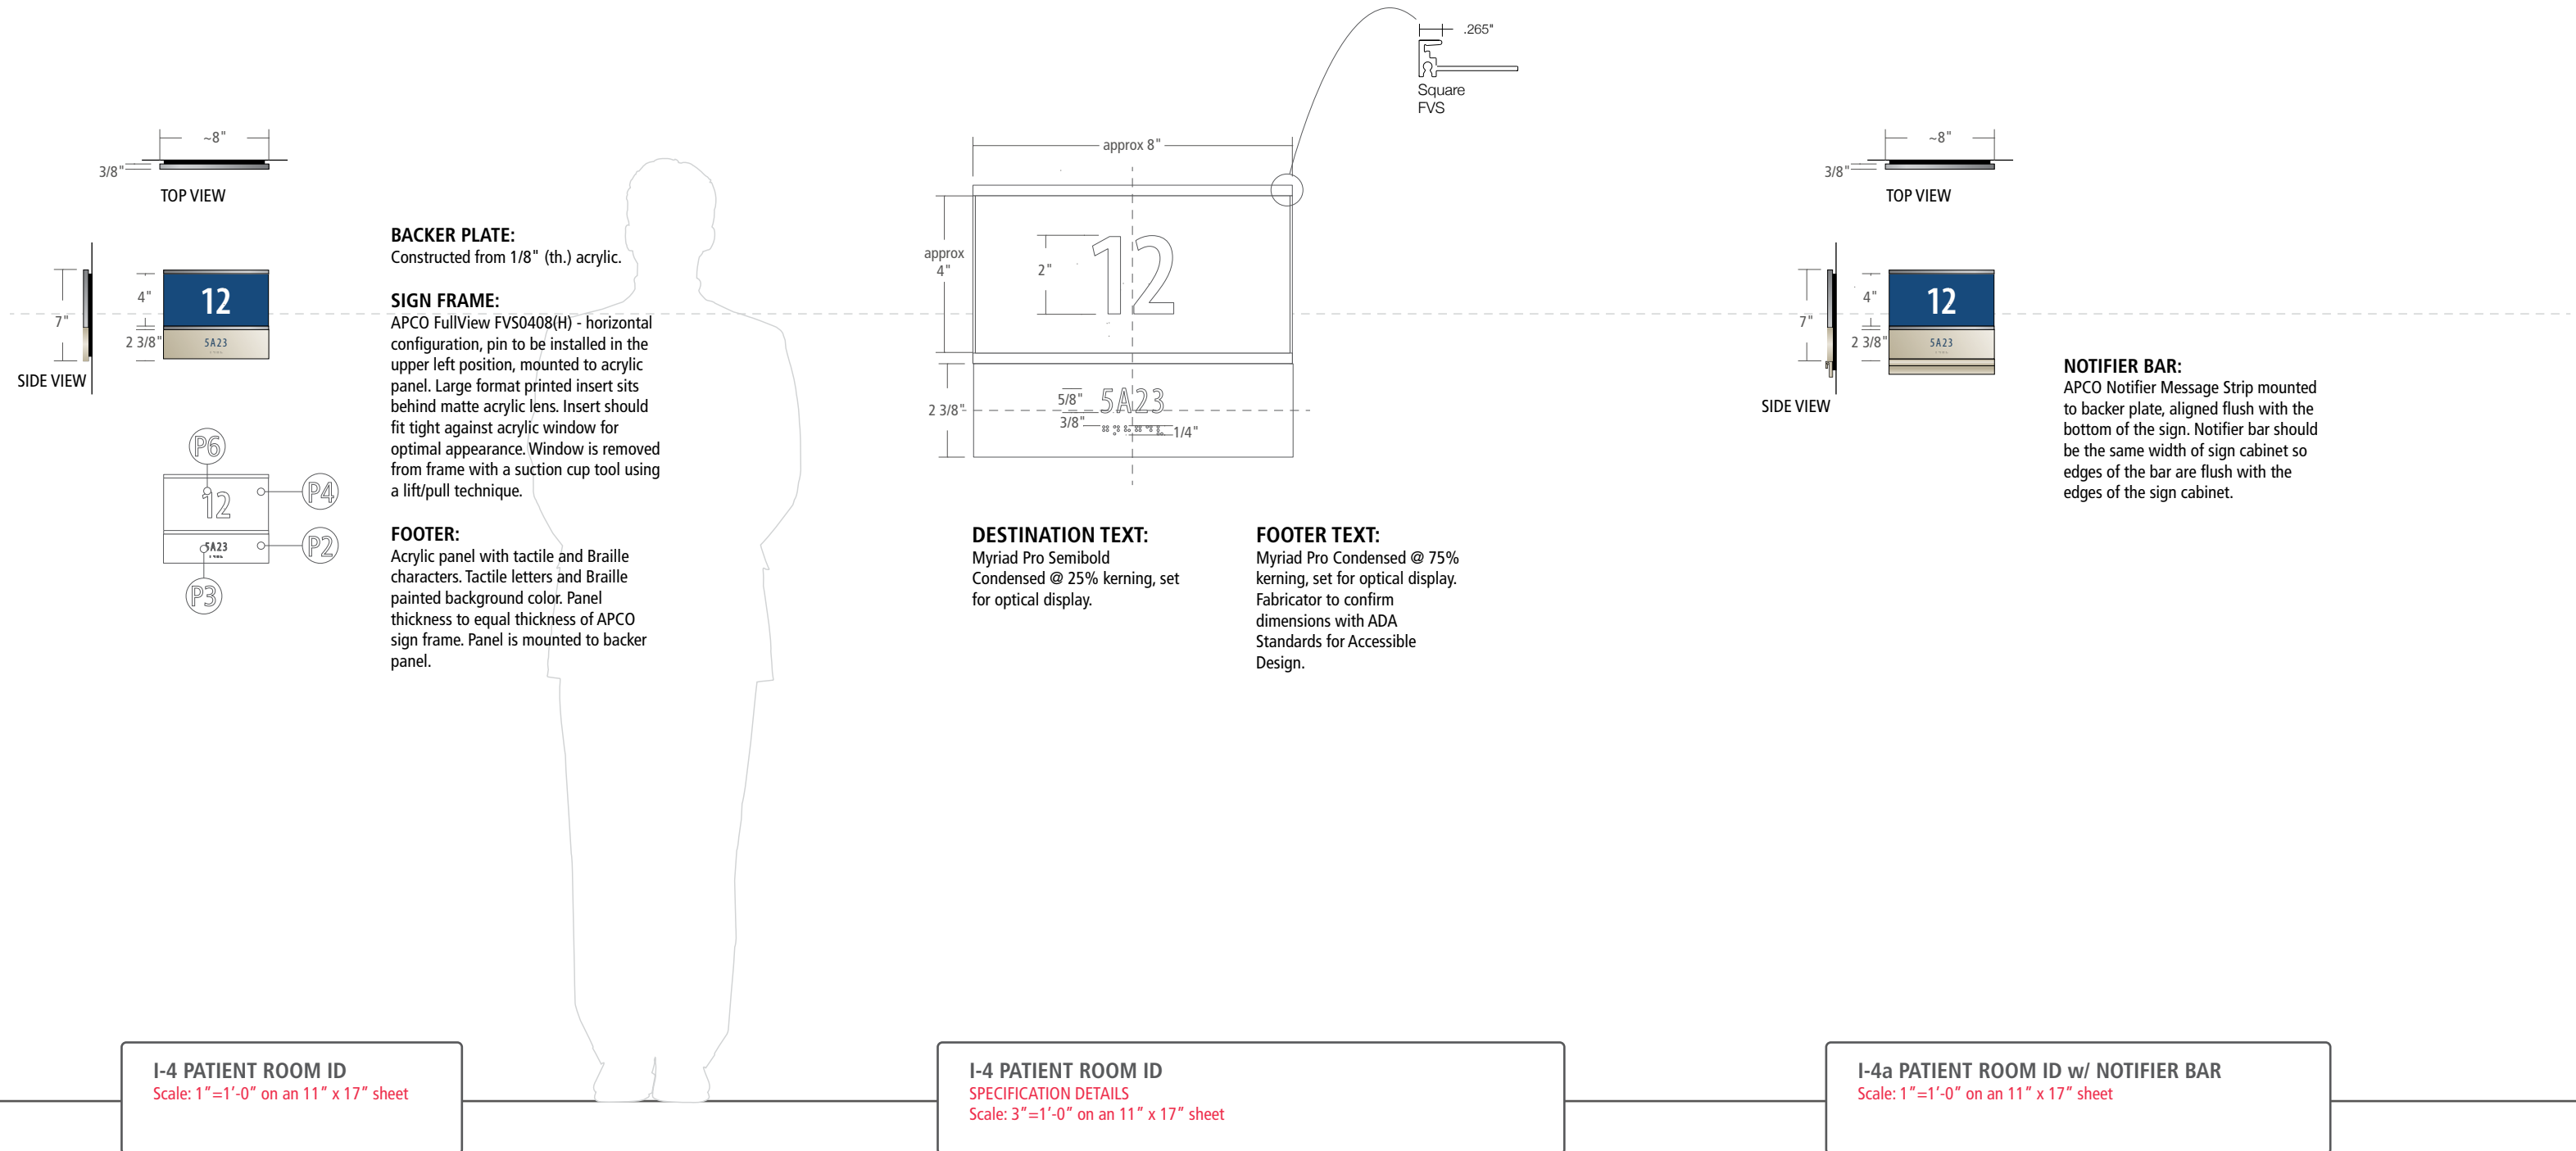 ~8"
3/8"
TOP VIEW
7"
4"
2 3/8"
12
5A23
SIDE VIEW
P6
P4
12
5A23
P2
P3
BACKER PLATE:
Constructed from 1/8" (th.) acrylic.
SIGN FRAME:
APCO FullView FVS0408(H) - horizontal
configuration, pin to be installed in the
upper left position, mounted to acrylic
panel. Large format printed insert sits
behind matte acrylic lens. Insert should
fit tight against acrylic window for
optimal appearance. Window is removed
from frame with a suction cup tool using
a lift/pull technique.
FOOTER:
Acrylic panel with tactile and Braille
characters. Tactile letters and Braille
painted background color. Panel
thickness to equal thickness of APCO
sign frame. Panel is mounted to backer
panel.
.265"
Square
FVS
approx 8"
approx
4"
2"
12
2 3/8"
5/8"
5A23
3/8"
1/4"
DESTINATION TEXT:
Myriad Pro Semibold
Condensed @ 25% kerning, set
for optical display.
FOOTER TEXT:
Myriad Pro Condensed @ 75%
kerning, set for optical display.
Fabricator to confirm
dimensions with ADA
Standards for Accessible
Design.
~8"
3/8"
TOP VIEW
7"
4"
2 3/8"
12
5A23
SIDE VIEW
NOTIFIER BAR:
APCO Notifier Message Strip mounted
to backer plate, aligned flush with the
bottom of the sign. Notifier bar should
be the same width of sign cabinet so
edges of the bar are flush with the
edges of the sign cabinet.
I-4 PATIENT ROOM ID
Scale: 1"=1'-0" on an 11" x 17" sheet
I-4 PATIENT ROOM ID
SPECIFICATION DETAILS
Scale: 3"=1'-0" on an 11" x 17" sheet
I-4a PATIENT ROOM ID w/ NOTIFIER BAR
Scale: 1"=1'-0" on an 11" x 17" sheet